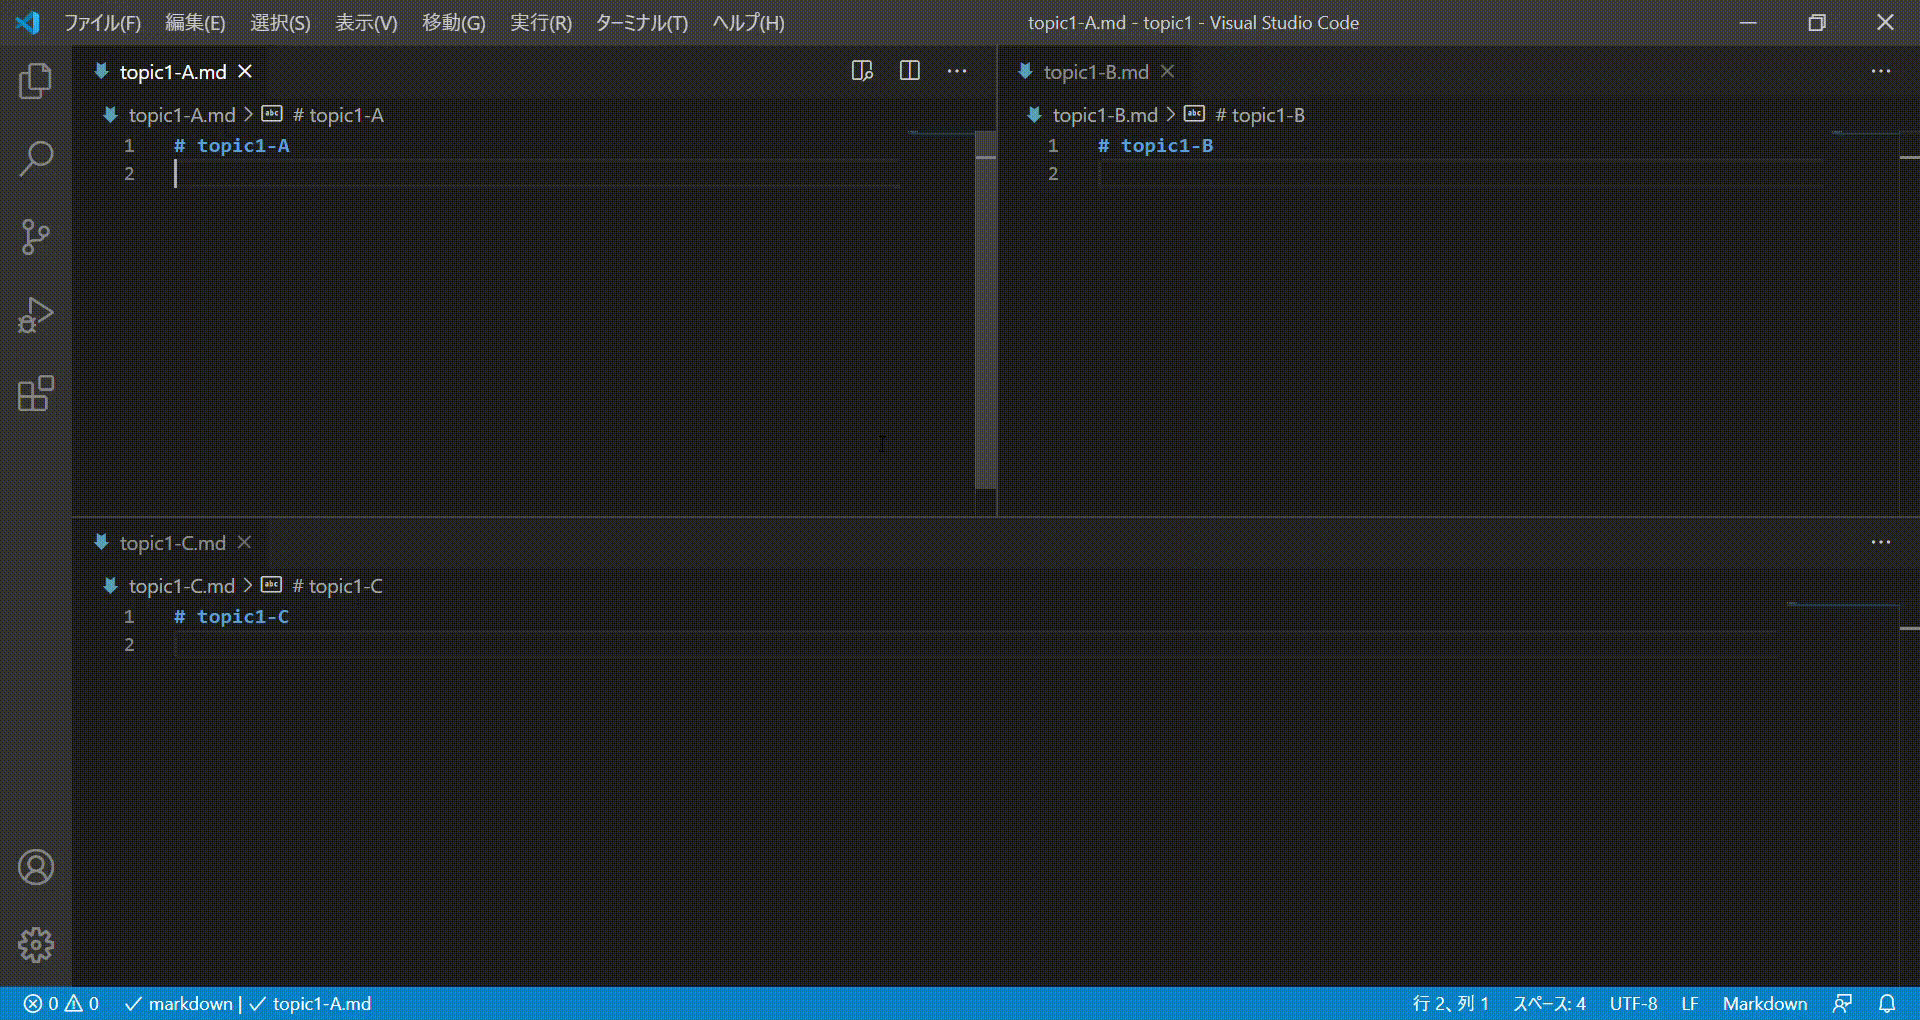 ファイル(F) 編集(E) 選択(S) 表示(V) 移動(G) 実行(R) ターミナル(T) ヘルプ(H) topic1-A.md - topic1 - Visual Studio Code
topic1-A.md
topic1-A.md > abc # topic1-A
1 # topic1-A
2
topic1-B.md
topic1-B.md > abc # topic1-B
1 # topic1-B
2
topic1-C.md
topic1-C.md > abc # topic1-C
1 # topic1-C
2
0 0 markdown | topic1-A.md 行 2、列 1 スペース: 4 UTF-8 LF Markdown